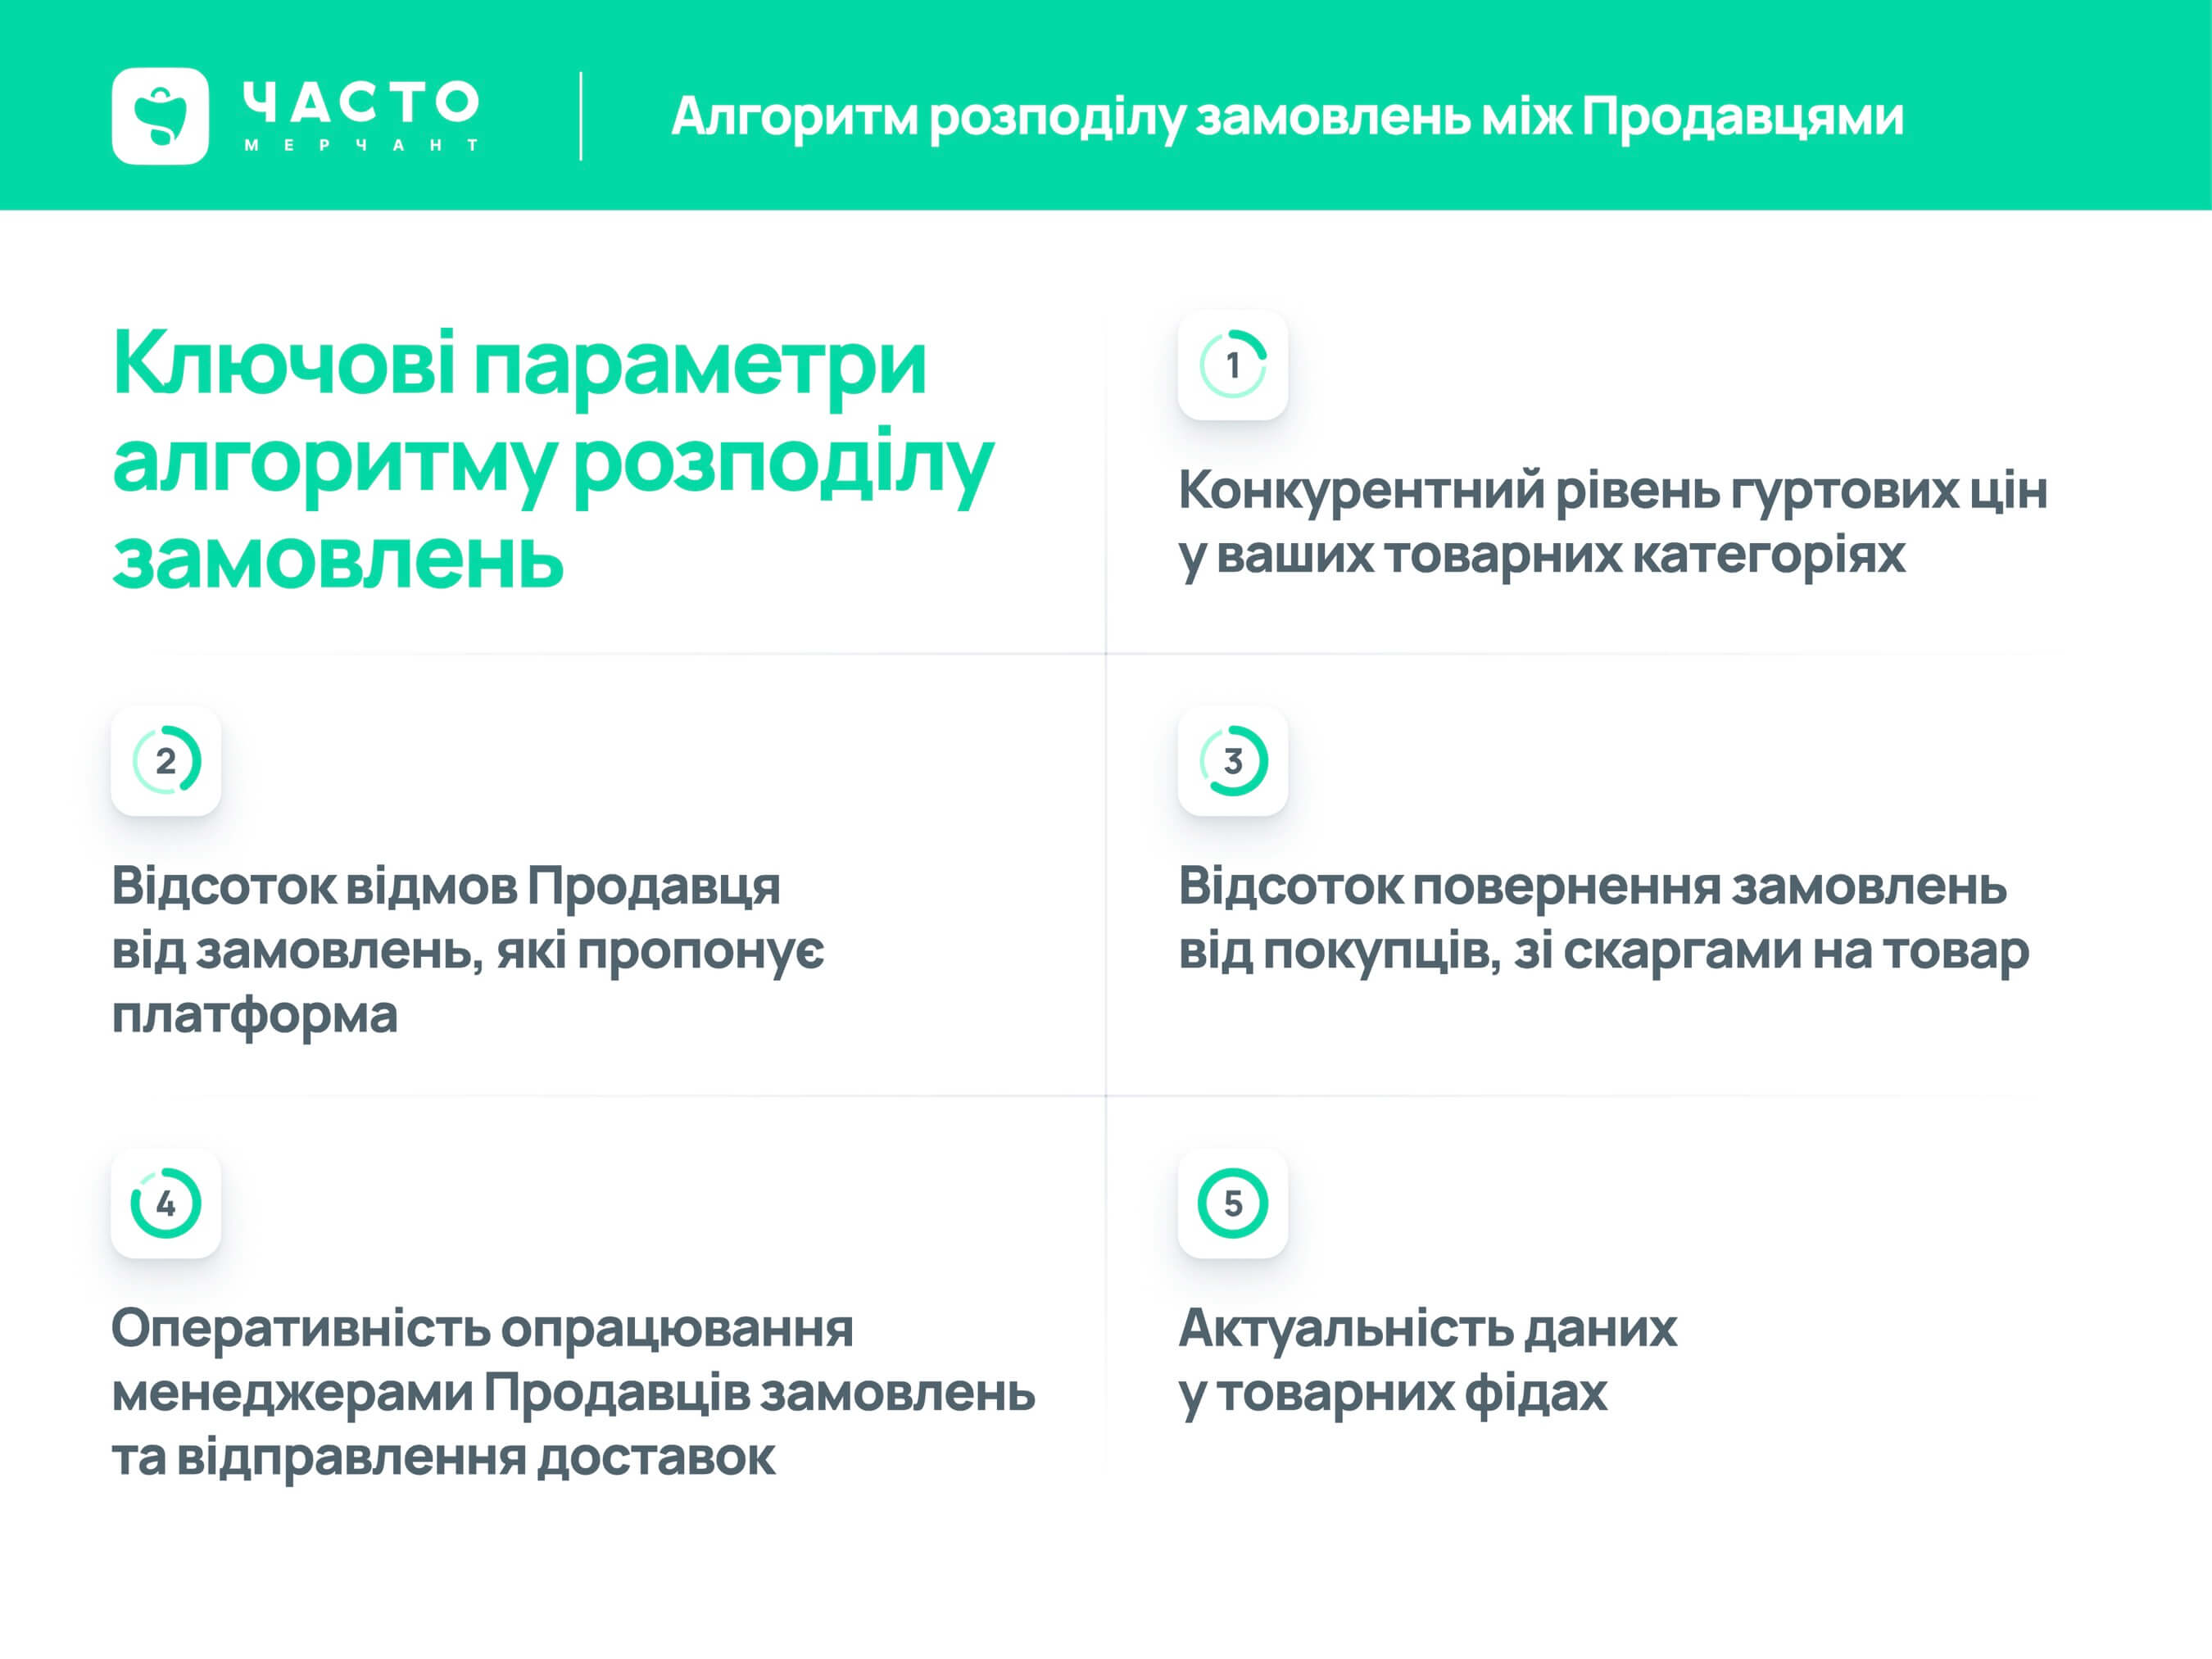 ЧАСТО
МЕРЧАНТ
Алгоритм розподілу замовлень між Продавцями
Ключові параметри
алгоритму розподілу
замовлень
1
Конкурентний рівень гуртових цін
у ваших товарних категоріях
2
Відсоток відмов Продавця
від замовлень, які пропонує
платформа
3
Відсоток повернення замовлень
від покупців, зі скаргами на товар
4
Оперативність опрацювання
менеджерами Продавців замовлень
та відправлення доставок
5
Актуальність даних
у товарних фідах